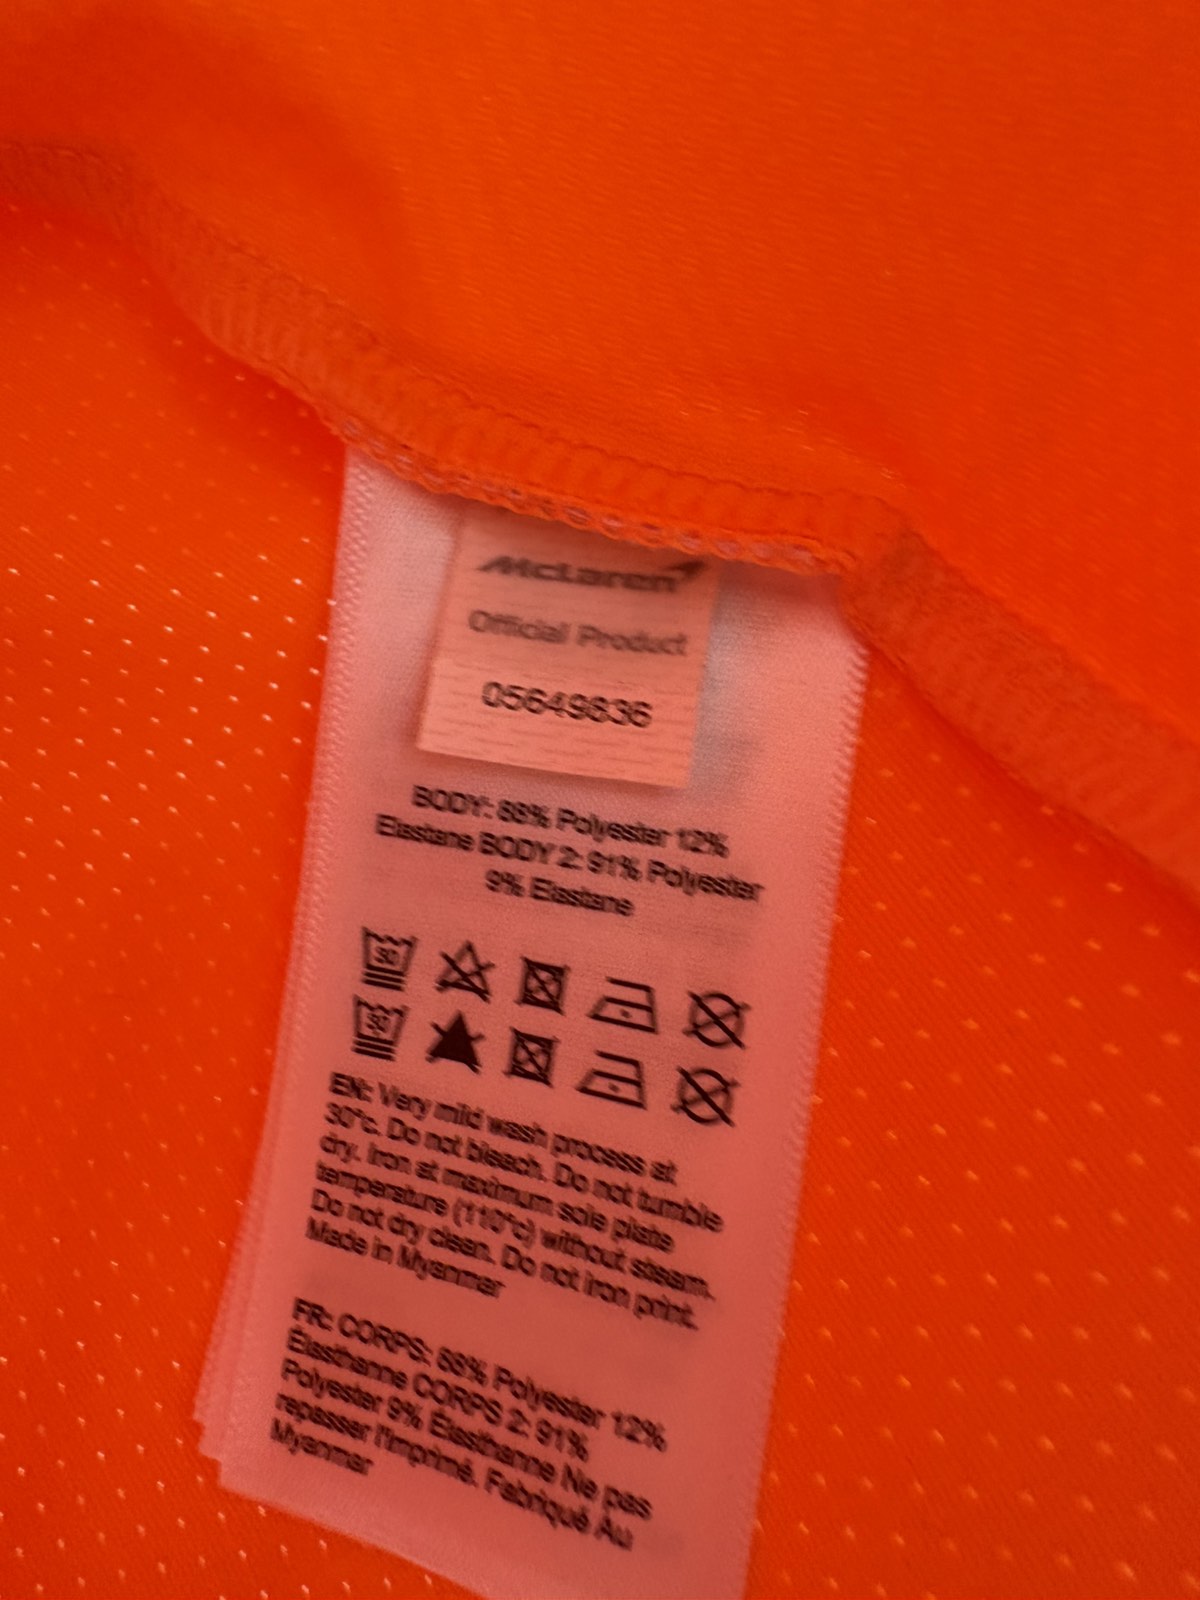 McLaren
Official Product
05649836
BODY: 88% Polyester 12%
Elastane BODY 2: 91% Polyester
9% Elastane
30
30
EN: Very mild wash process at
30°c. Do not bleach. Do not tumble
dry. Iron at maximum sole plate
temperature (110°c) without steam.
Do not dry clean. Do not iron print.
Made in Myanmar
FR: CORPS: 88% Polyester 12%
Élasthanne CORPS 2: 91%
Polyester 9% Élasthanne Ne pas
repasser l'imprimé. Fabriqué Au
Myanmar